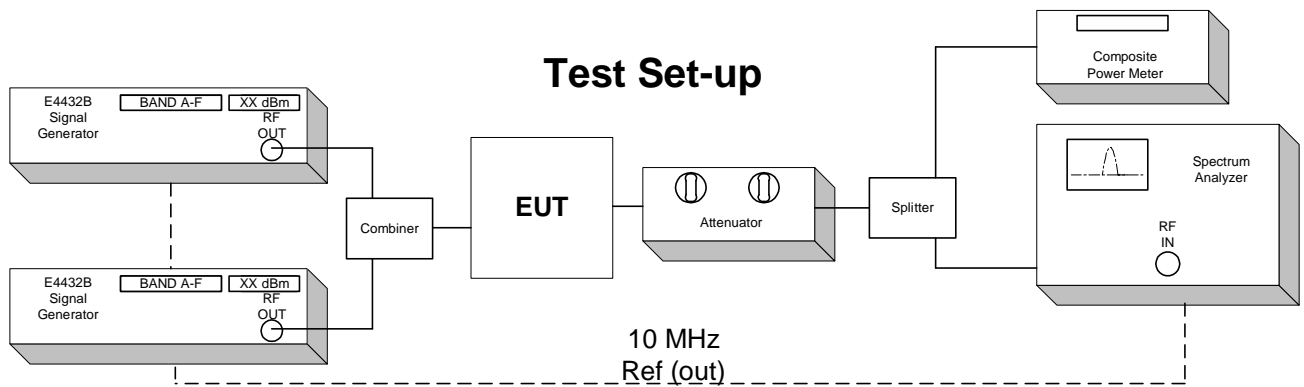 Test Set-up
E4432B
Signal
Generator
BAND A-F
XX dBm
RF
OUT
E4432B
Signal
Generator
BAND A-F
XX dBm
RF
OUT
Combiner
EUT
Attenuator
Splitter
Composite
Power Meter
Spectrum
Analyzer
RF
IN
10 MHz
Ref (out)